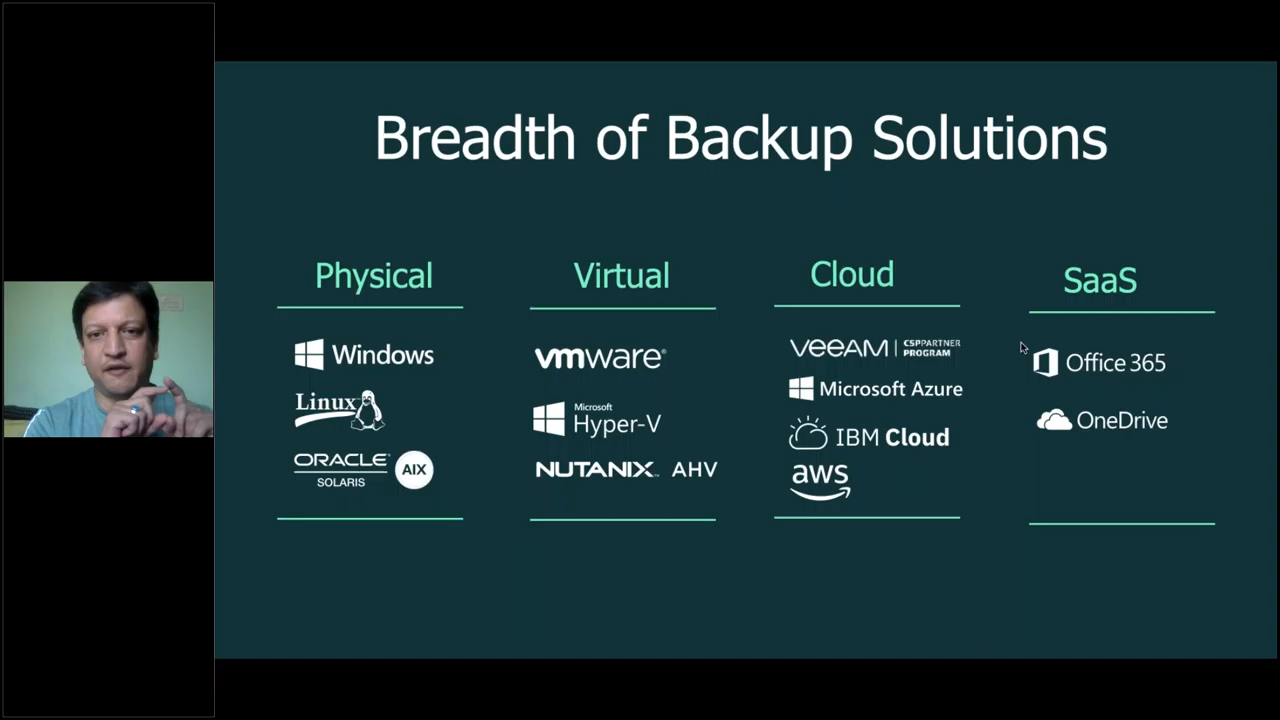 Breadth of Backup Solutions
Physical
Windows
Linux
ORACLE
SOLARIS
AIX
Virtual
vmware®
Microsoft
Hyper-V
NUTANIX™ AHV
Cloud
VEEAM | CSP PARTNER
PROGRAM
Microsoft Azure
IBM Cloud
aws
SaaS
Office 365
OneDrive